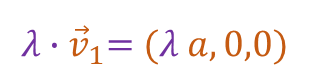 λ · v⃗₁ = (λ a, 0,0)